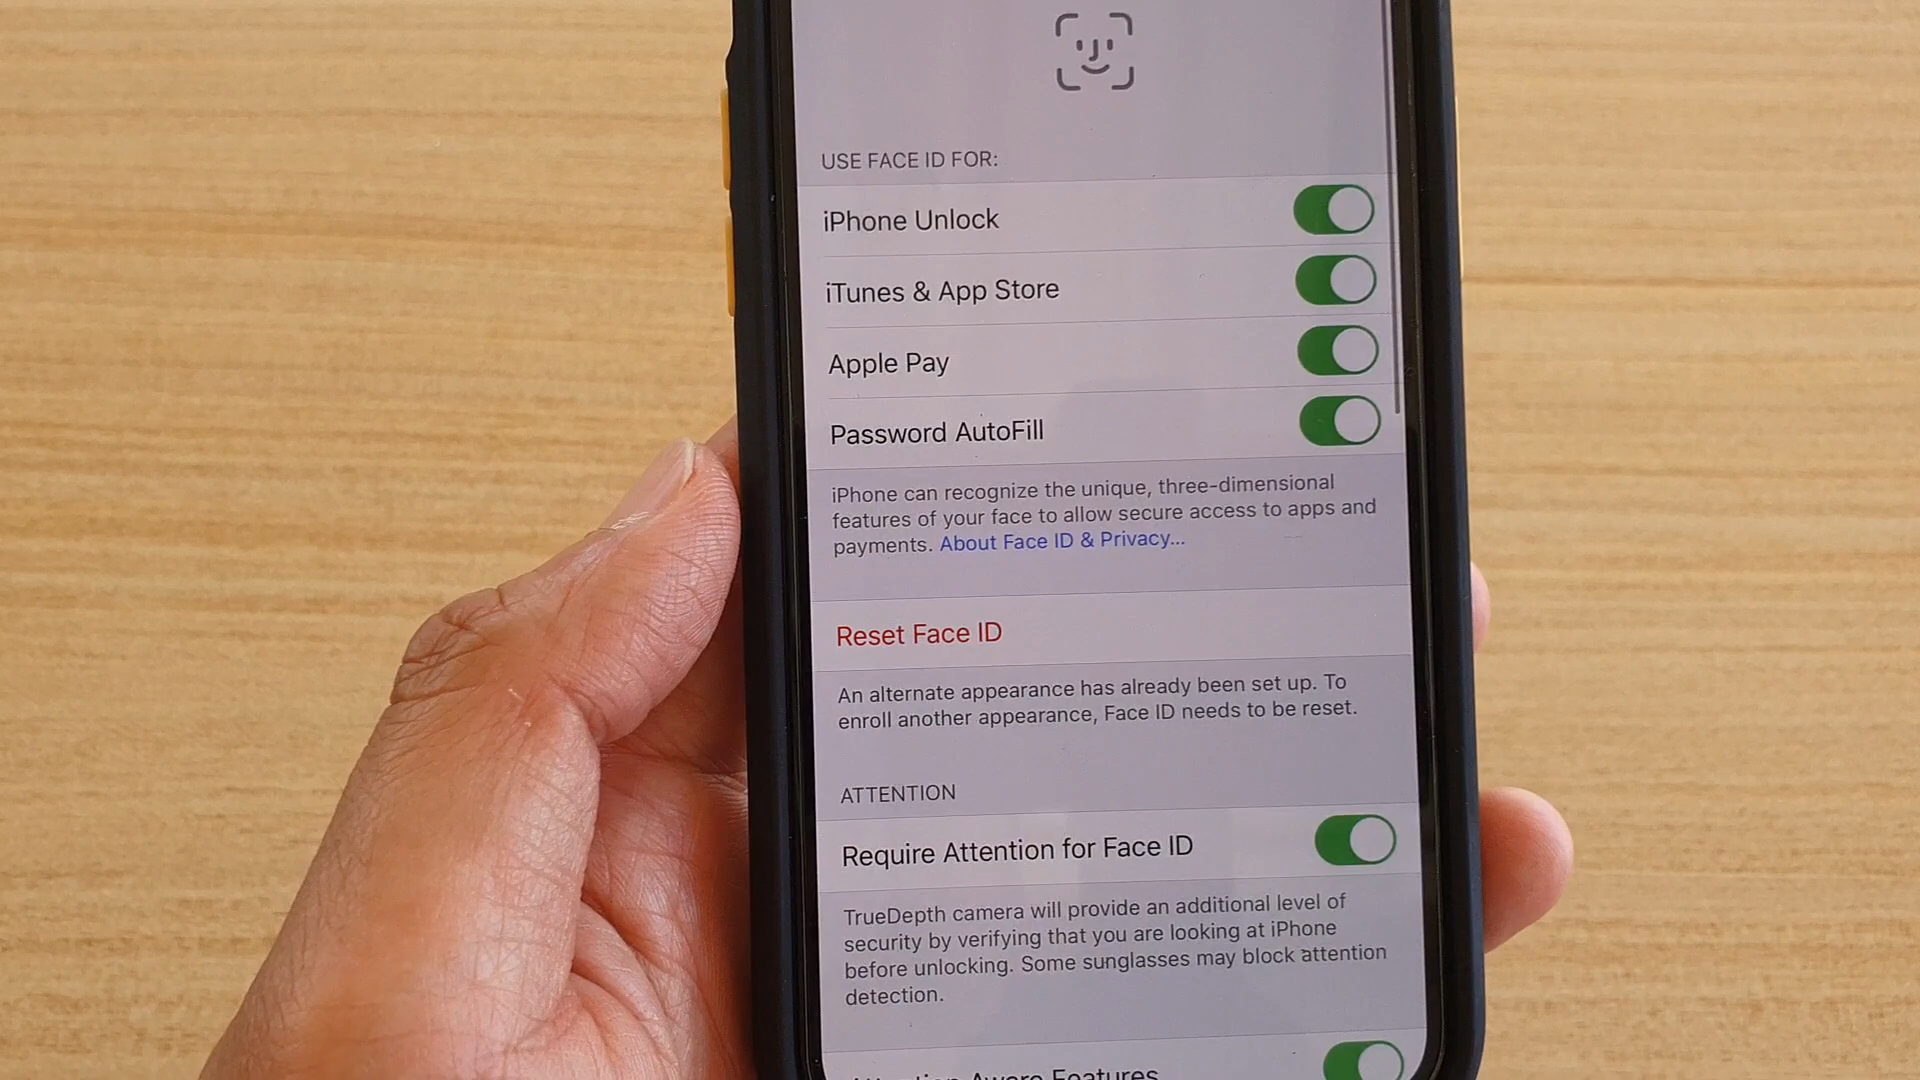 USE FACE ID FOR:
iPhone Unlock
iTunes & App Store
Apple Pay
Password AutoFill
iPhone can recognize the unique, three-dimensional
features of your face to allow secure access to apps and
payments. About Face ID & Privacy...
Reset Face ID
An alternate appearance has already been set up. To
enroll another appearance, Face ID needs to be reset.
ATTENTION
Require Attention for Face ID
TrueDepth camera will provide an additional level of
security by verifying that you are looking at iPhone
before unlocking. Some sunglasses may block attention
detection.
Attention Aware Features